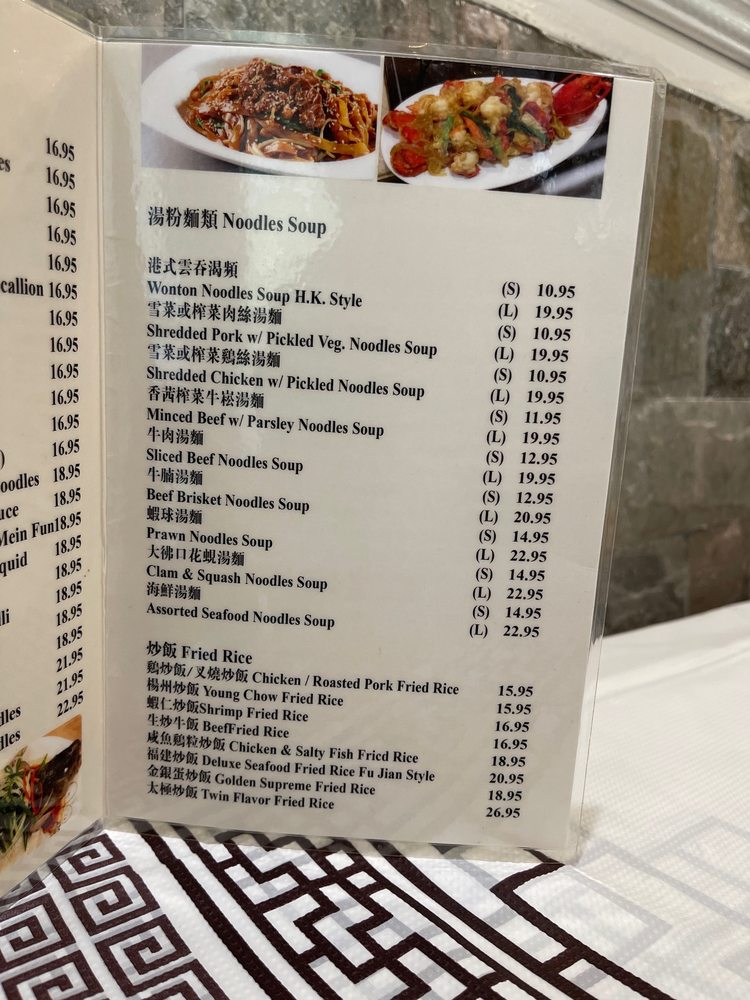 16.95
es 16.95
16.95
16.95
16.95
callion 16.95
16.95
16.95
16.95
16.95
16.95
16.95
)
oodles 18.95
uce 18.95
Mein Fun 18.95
quid 18.95
18.95
lli 18.95
18.95
21.95
21.95
dles 22.95
dles
湯粉麵類 Noodles Soup
港式雲吞湯類
Wonton Noodles Soup H.K. Style (S) 10.95
(L) 19.95
雪菜或榨菜肉絲湯麵
Shredded Pork w/ Pickled Veg. Noodles Soup (S) 10.95
(L) 19.95
雪菜或榨菜鷄絲湯麵
Shredded Chicken w/ Pickled Noodles Soup (S) 10.95
(L) 19.95
香茜榨菜牛崧湯麵
Minced Beef w/ Parsley Noodles Soup (S) 11.95
(L) 19.95
牛肉湯麵
Sliced Beef Noodles Soup (S) 12.95
(L) 19.95
牛腩湯麵
Beef Brisket Noodles Soup (S) 12.95
(L) 20.95
蝦球湯麵
Prawn Noodles Soup (S) 14.95
(L) 22.95
大彿口花蜆湯麵
Clam & Squash Noodles Soup (S) 14.95
(L) 22.95
海鮮湯麵
Assorted Seafood Noodles Soup (S) 14.95
(L) 22.95
炒飯 Fried Rice
鷄炒飯/叉燒炒飯 Chicken / Roasted Pork Fried Rice 15.95
楊州炒飯 Young Chow Fried Rice 15.95
蝦仁炒飯Shrimp Fried Rice 16.95
生炒牛飯 BeefFried Rice 16.95
咸魚鷄粒炒飯 Chicken & Salty Fish Fricd Rice 18.95
福建炒飯 Deluxe Seafood Fried Rice Fu Jian Style 20.95
金銀蛋炒飯 Golden Supreme Fried Rice 18.95
太極炒飯 Twin Flavor Fried Rice 26.95